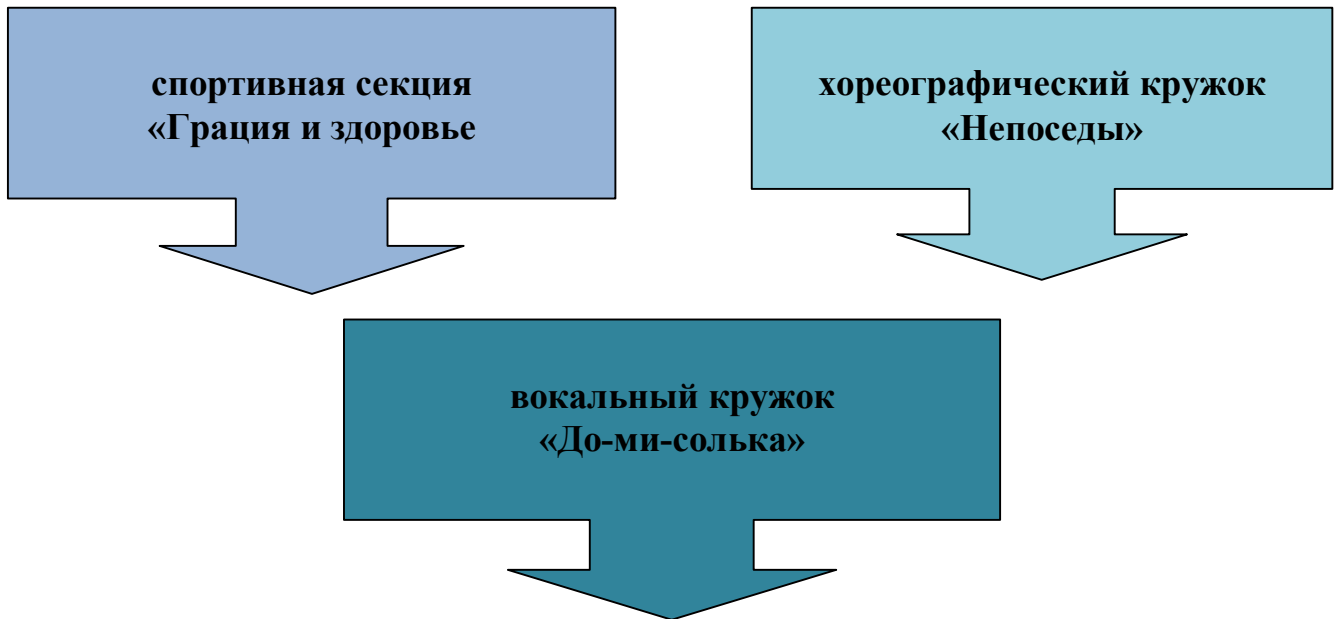 спортивная секция
«Грация и здоровье
хореографический кружок
«Непоседы»
вокальный кружок
«До-ми-солька»